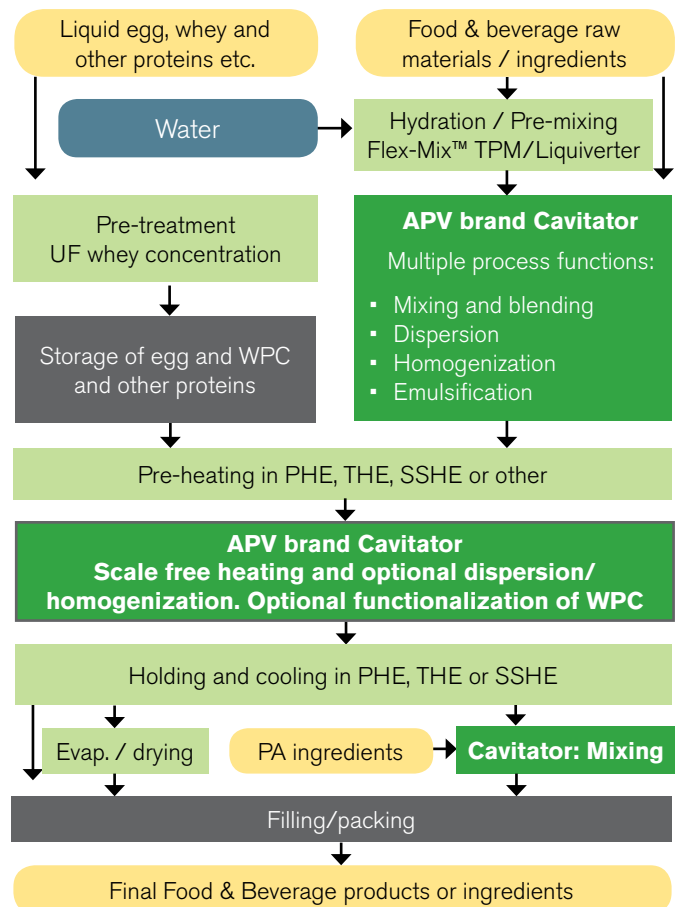 Liquid egg, whey and
other proteins etc.
Food & beverage raw
materials / ingredients
Water
Hydration / Pre-mixing
Flex-Mix™ TPM/Liquiverter
Pre-treatment
UF whey concentration
APV brand Cavitator
Multiple process functions:
▪ Mixing and blending
▪ Dispersion
▪ Homogenization
▪ Emulsification
Storage of egg and WPC
and other proteins
Pre-heating in PHE, THE, SSHE or other
APV brand Cavitator
Scale free heating and optional dispersion/
homogenization. Optional functionalization of WPC
Holding and cooling in PHE, THE or SSHE
Evap. / drying
PA ingredients
Cavitator: Mixing
Filling/packing
Final Food & Beverage products or ingredients